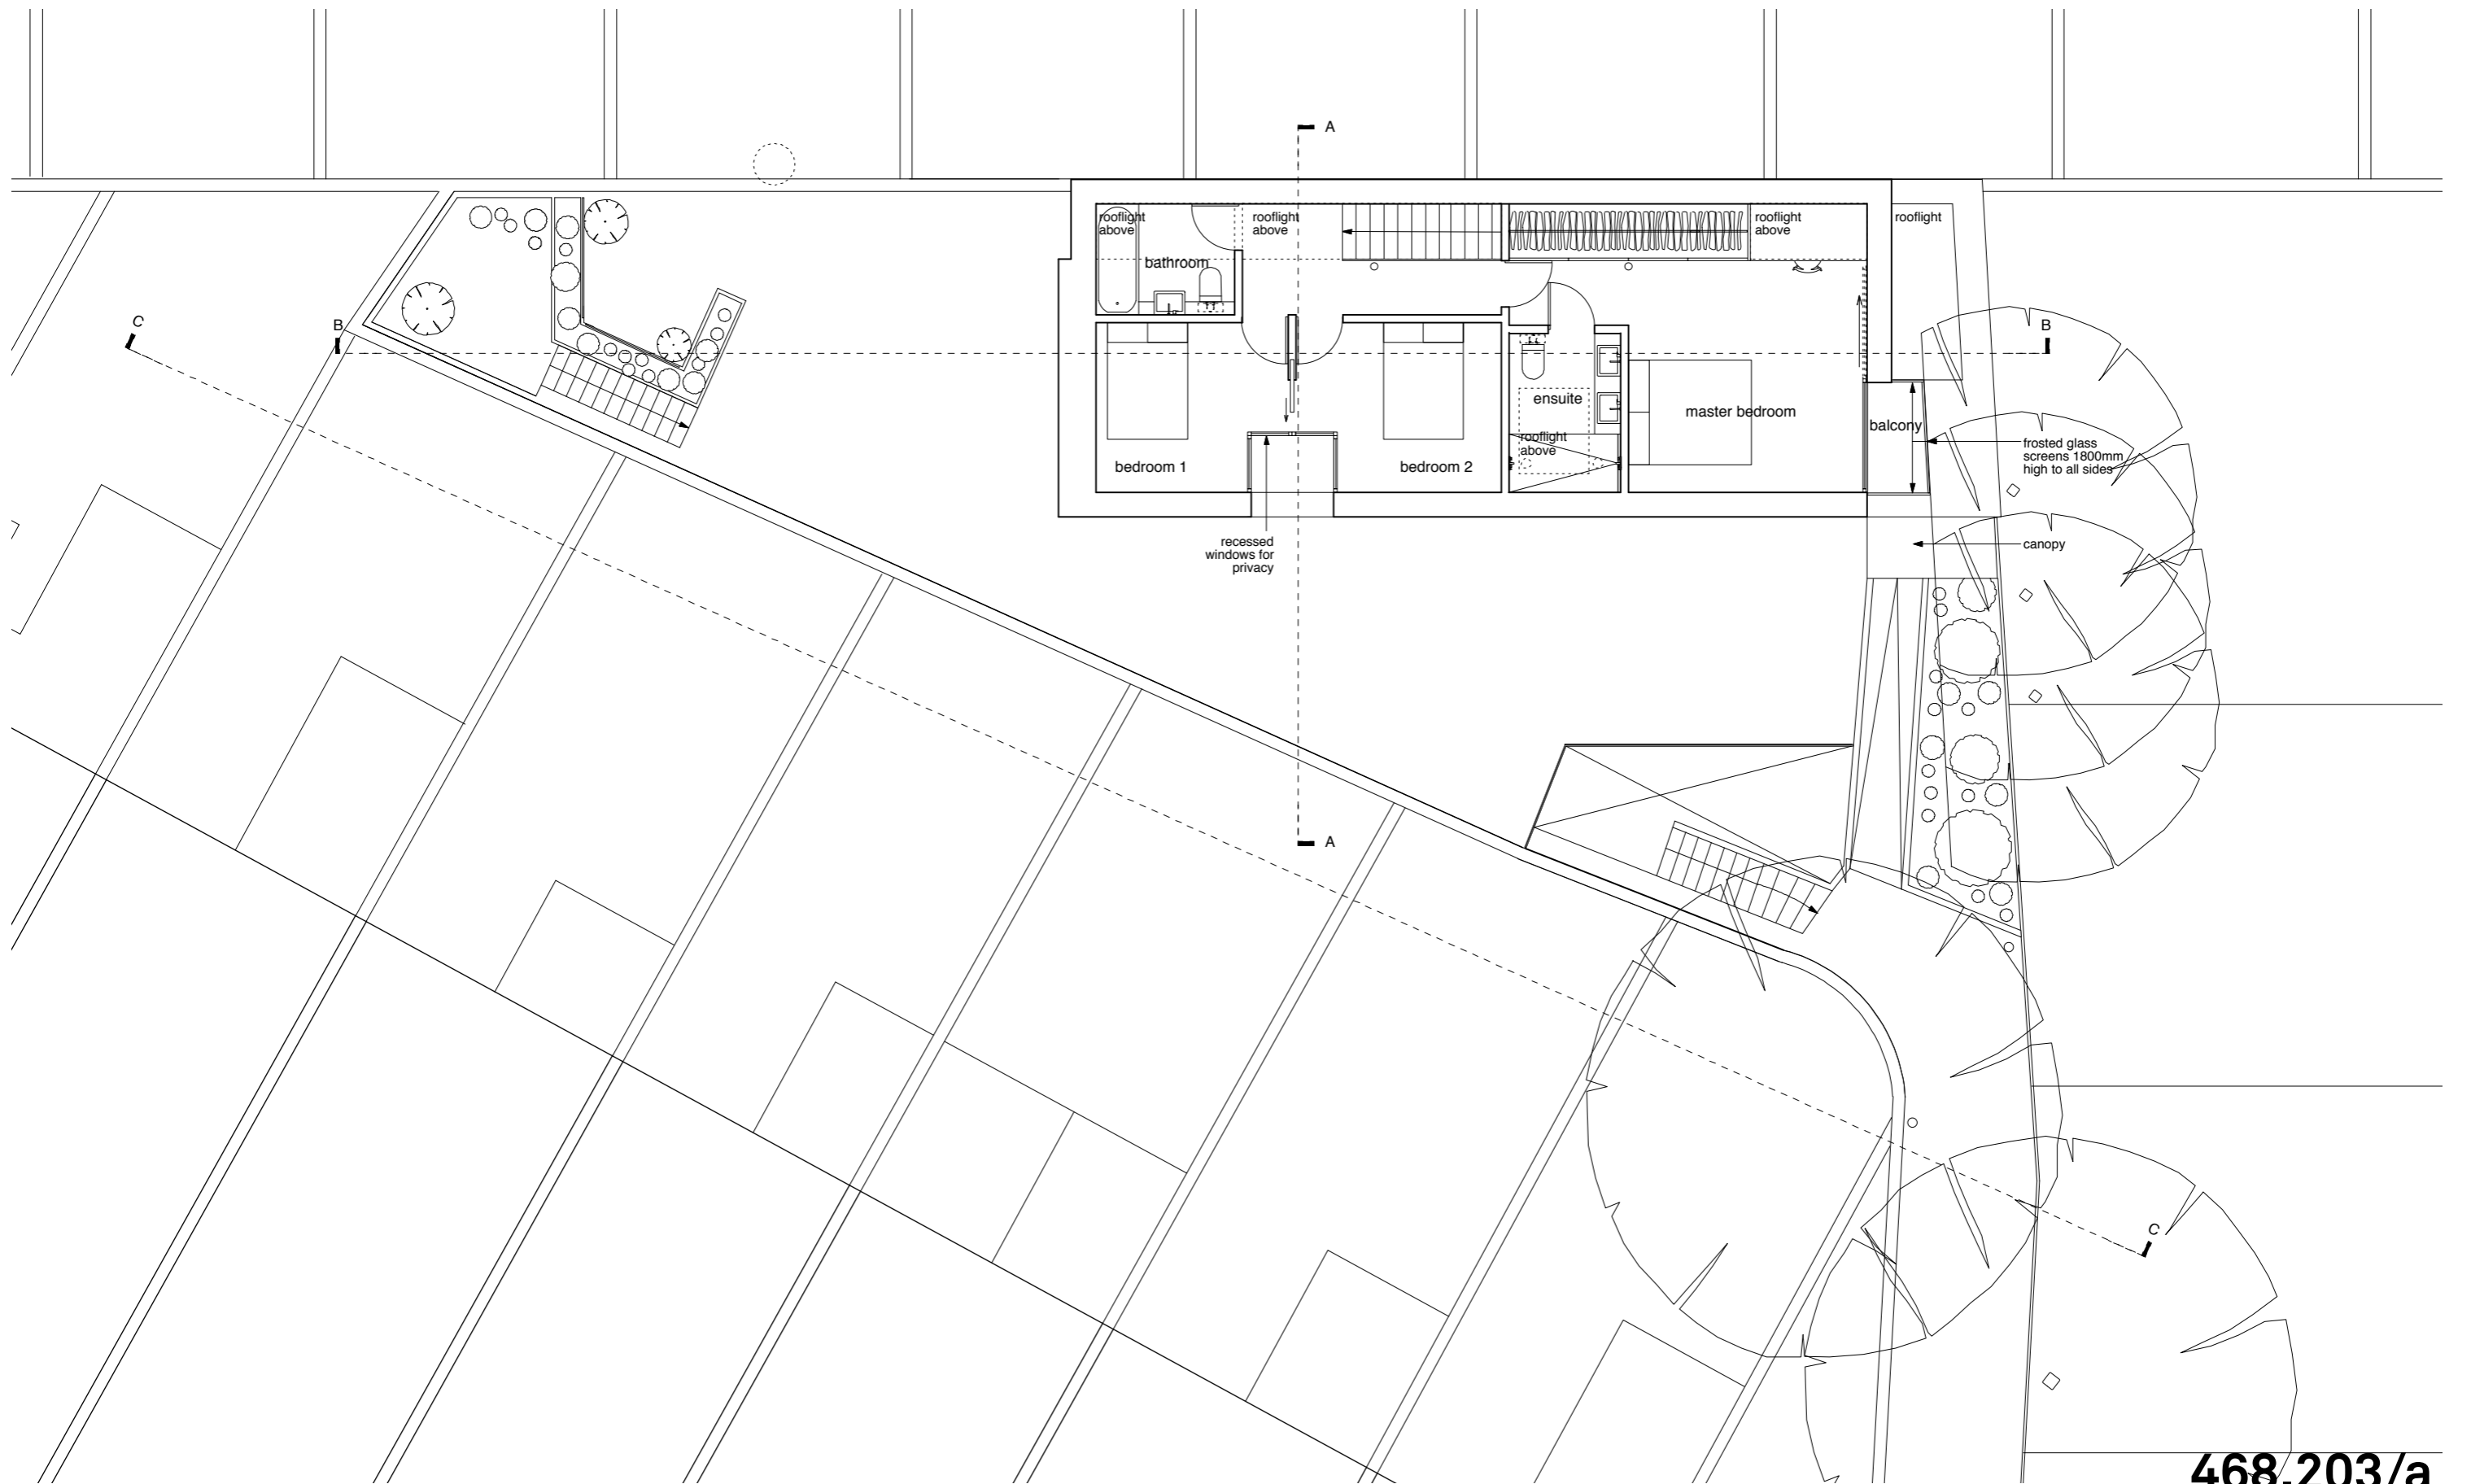 A
rooflight
above
rooflight
above
rooflight
above
rooflight
bathroom
C
B
B
ensuite
master bedroom
balcony
rooflight
above
bedroom 1
bedroom 2
frosted glass
screens 1800mm
high to all sides
recessed
windows for
privacy
canopy
A
C
468.203/a